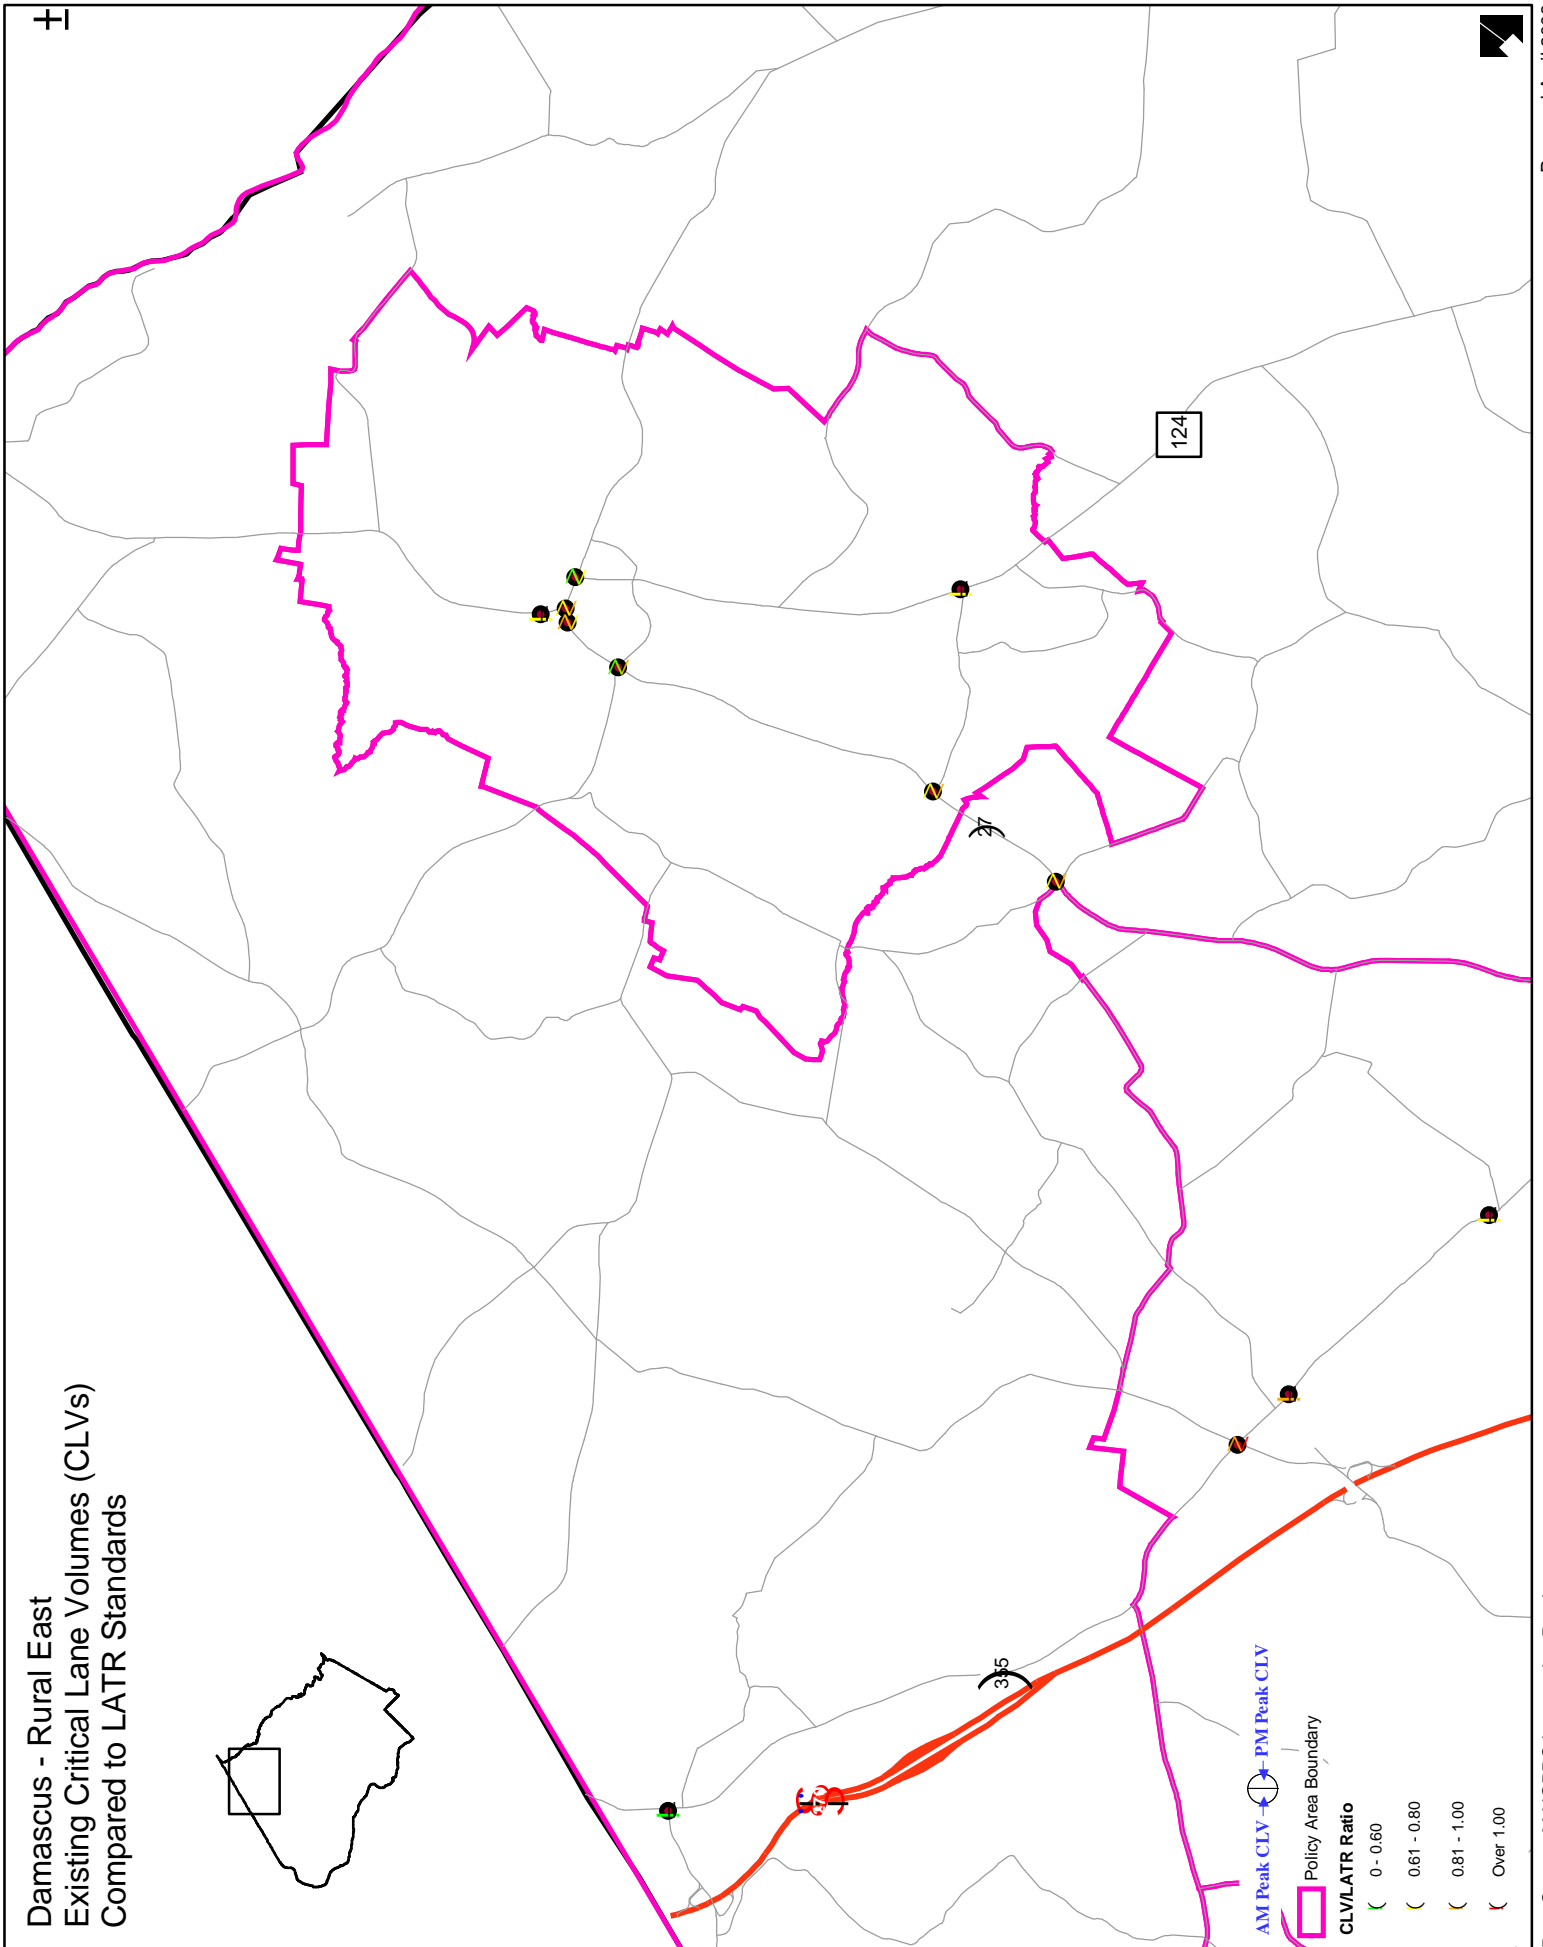 Damascus - Rural East
Existing Critical Lane Volumes (CLVs)
Compared to LATR Standards
±
124
27
355
AM Peak CLV
PM Peak CLV
Policy Area Boundary
CLV/LATR Ratio
0 - 0.60
0.61 - 0.80
0.81 - 1.00
Over 1.00